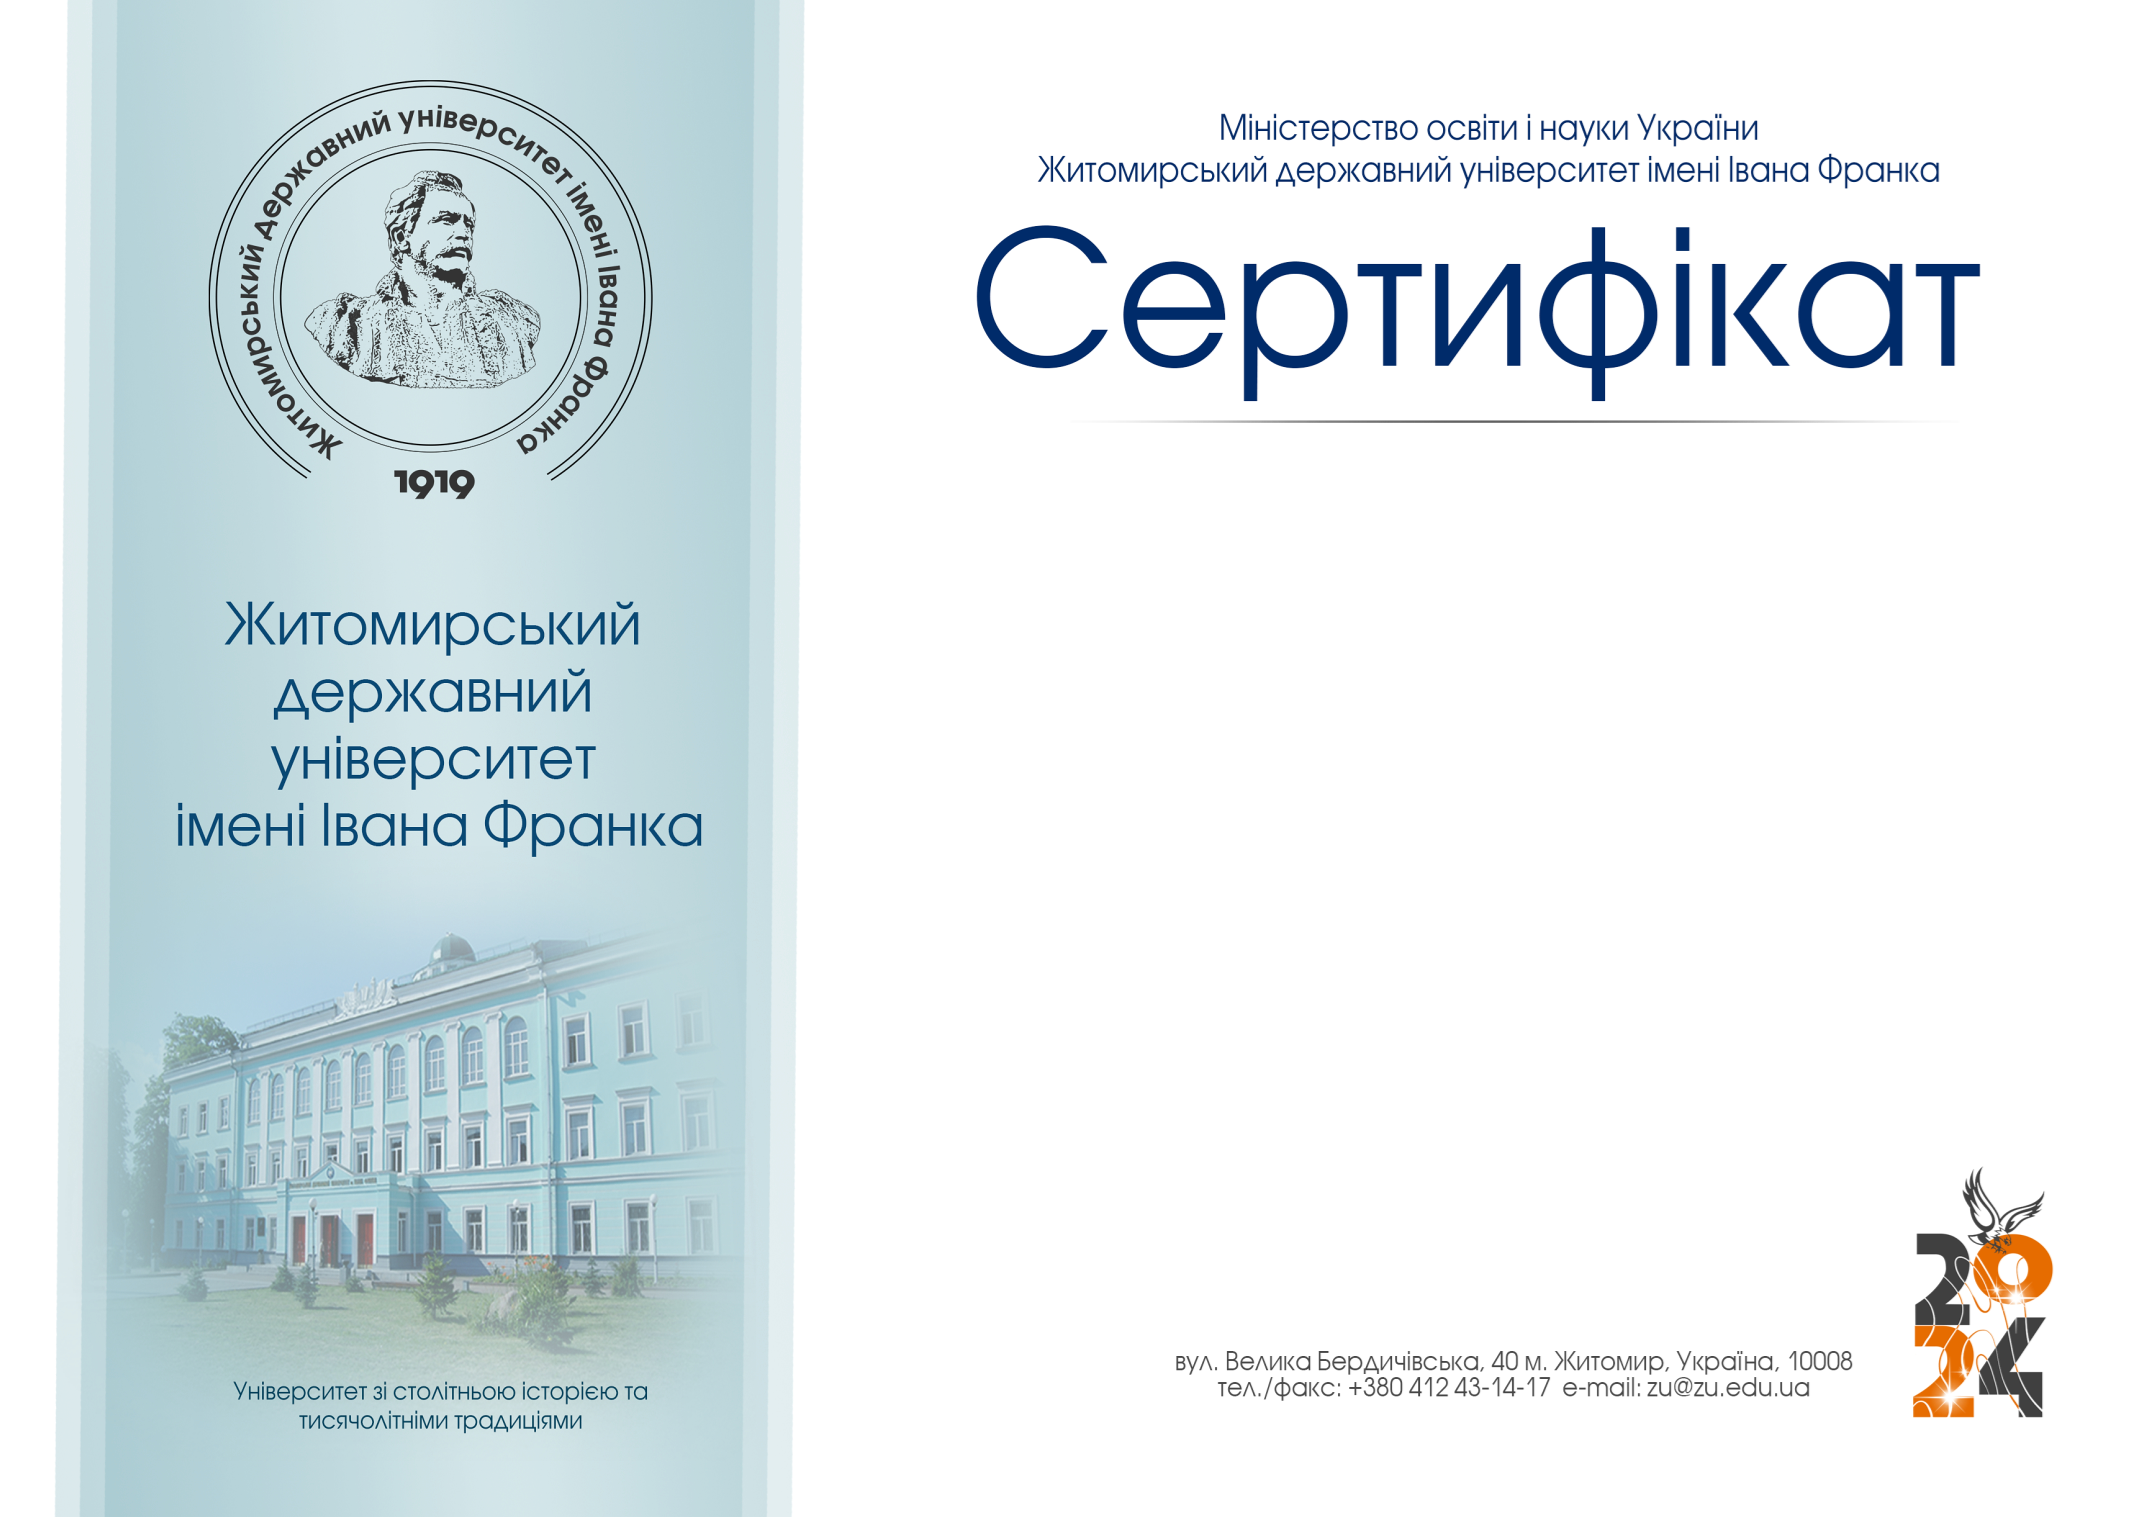 Житомирський державний університет імені Івана Франка
1919
Житомирський
державний
університет
імені Івана Франка
Університет зі столітньою історією та
тисячолітніми традиціями
Міністерство освіти і науки України
Житомирський державний університет імені Івана Франка
Сертифікат
вул. Велика Бердичівська, 40 м. Житомир, Україна, 10008
тел./факс: +380 412 43-14-17 e-mail: zu@zu.edu.ua
20
24